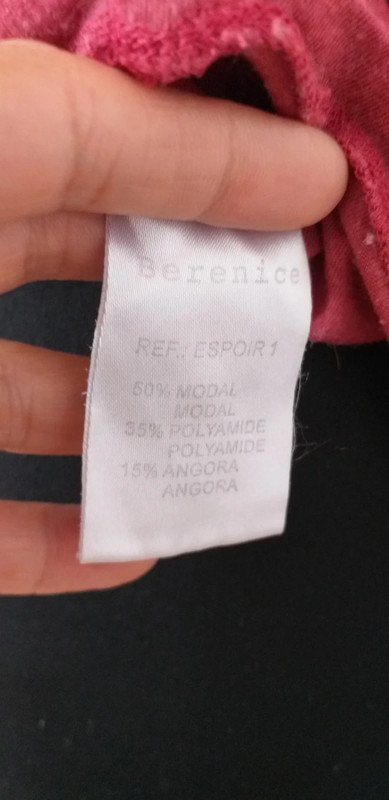 Berenice
REF.: ESPOIR 1
50% MODAL
MODAL
35% POLYAMIDE
POLYAMIDE
15% ANGORA
ANGORA